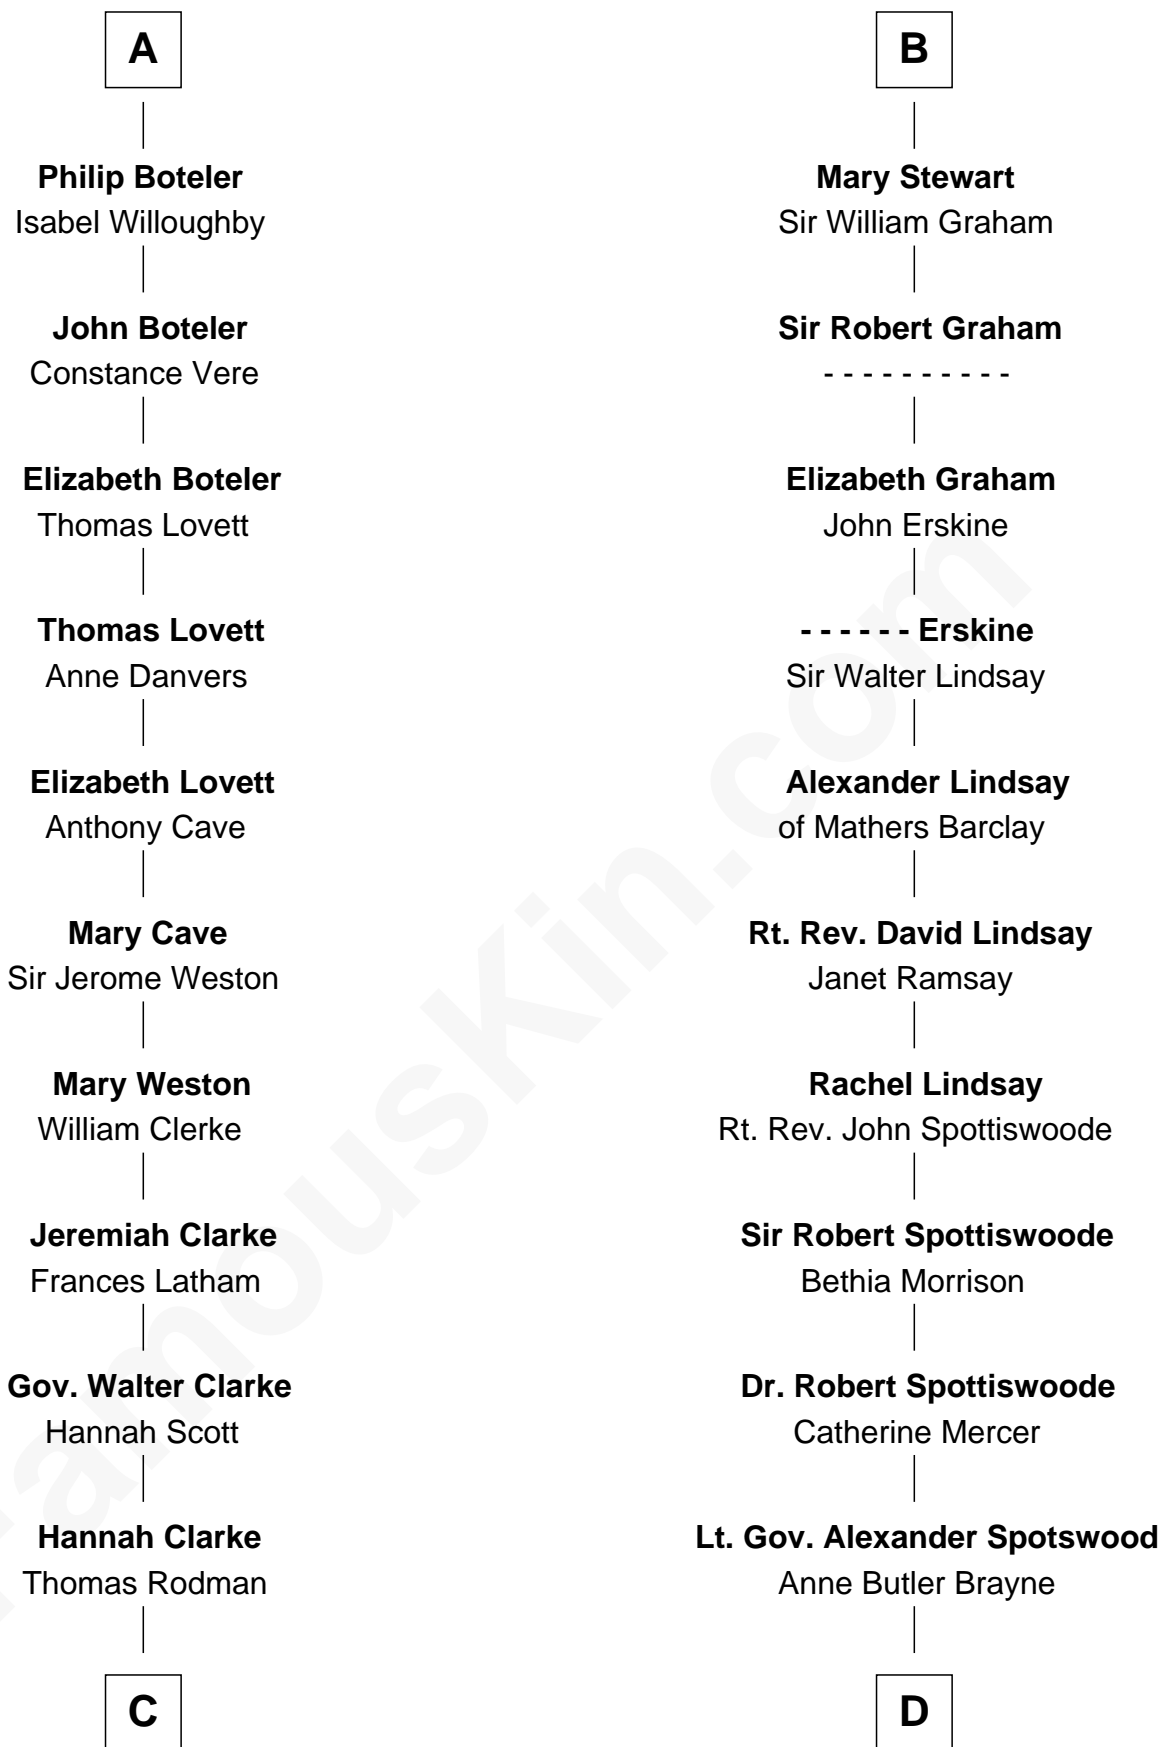 A
Philip Boteler
Isabel Willoughby
John Boteler
Constance Vere
Elizabeth Boteler
Thomas Lovett
Thomas Lovett
Anne Danvers
Elizabeth Lovett
Anthony Cave
Mary Cave
Sir Jerome Weston
Mary Weston
William Clerke
Jeremiah Clarke
Frances Latham
Gov. Walter Clarke
Hannah Scott
Hannah Clarke
Thomas Rodman
C
B
Mary Stewart
Sir William Graham
Sir Robert Graham
- - - - - - - - - -
Elizabeth Graham
John Erskine
- - - - - - Erskine
Sir Walter Lindsay
Alexander Lindsay
of Mathers Barclay
Rt. Rev. David Lindsay
Janet Ramsay
Rachel Lindsay
Rt. Rev. John Spottiswoode
Sir Robert Spottiswoode
Bethia Morrison
Dr. Robert Spottiswoode
Catherine Mercer
Lt. Gov. Alexander Spotswood
Anne Butler Brayne
D
FamousKin.com